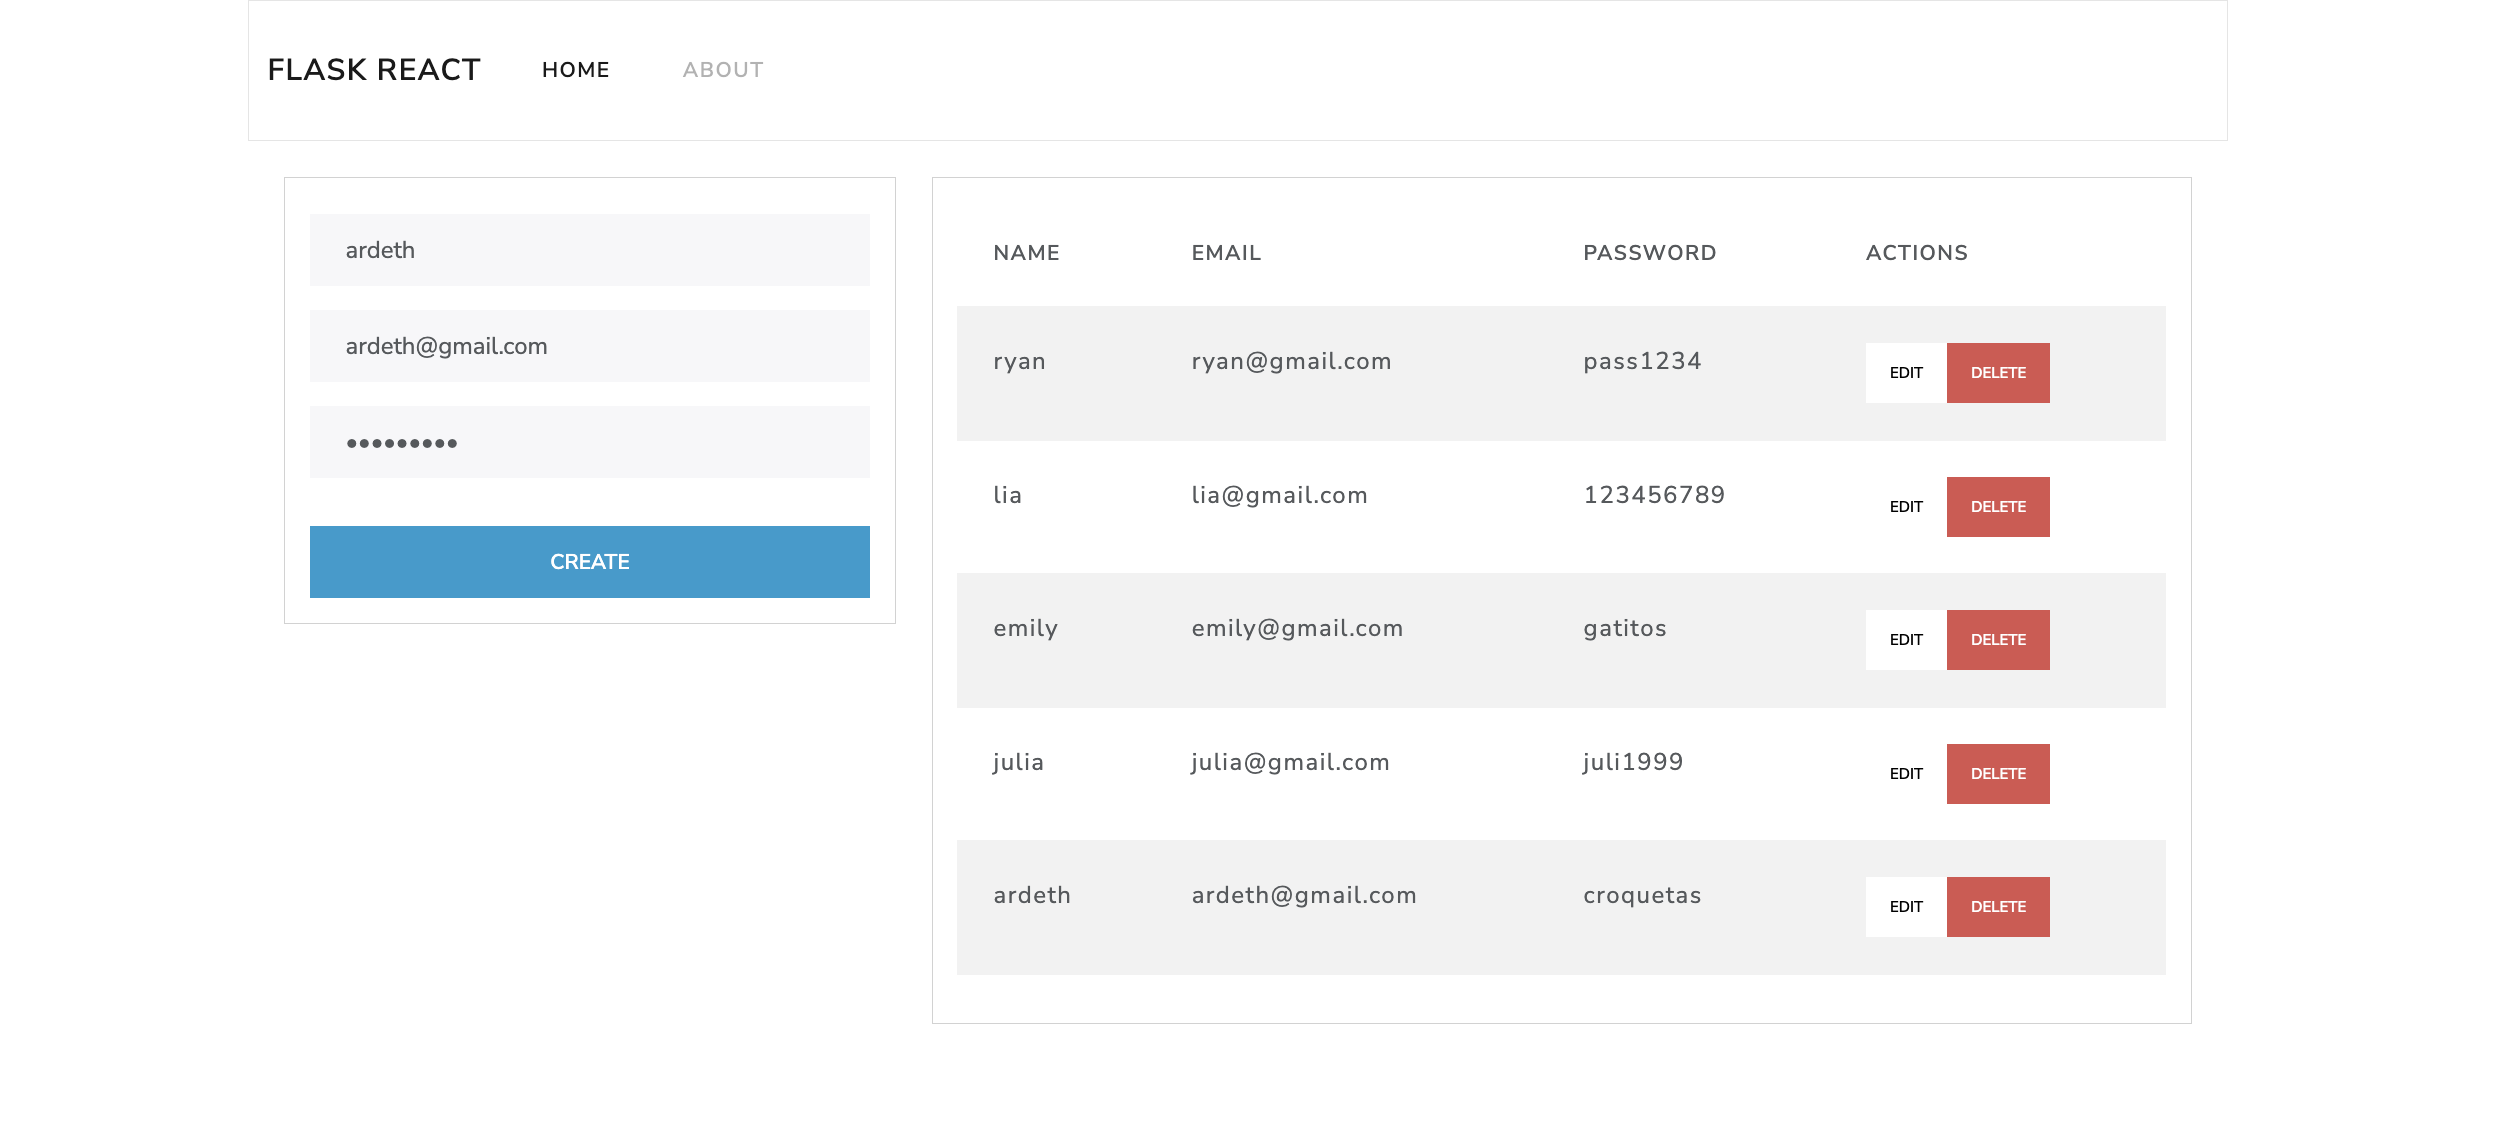 FLASK REACT HOME ABOUT
ardeth
ardeth@gmail.com
•••••••••
CREATE
NAME EMAIL PASSWORD ACTIONS
ryan ryan@gmail.com pass1234 EDIT DELETE
lia lia@gmail.com 123456789 EDIT DELETE
emily emily@gmail.com gatitos EDIT DELETE
julia julia@gmail.com juli1999 EDIT DELETE
ardeth ardeth@gmail.com croquetas EDIT DELETE